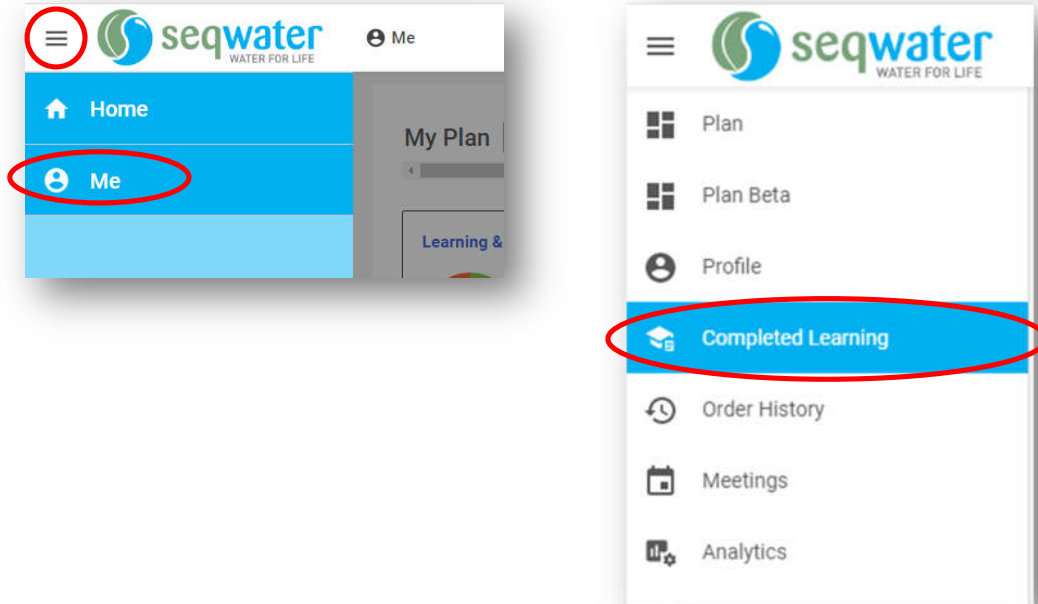 seqwater
WATER FOR LIFE
Me
Home
Me
My Plan
Learning &
seqwater
WATER FOR LIFE
Plan
Plan Beta
Profile
Completed Learning
Order History
Meetings
Analytics